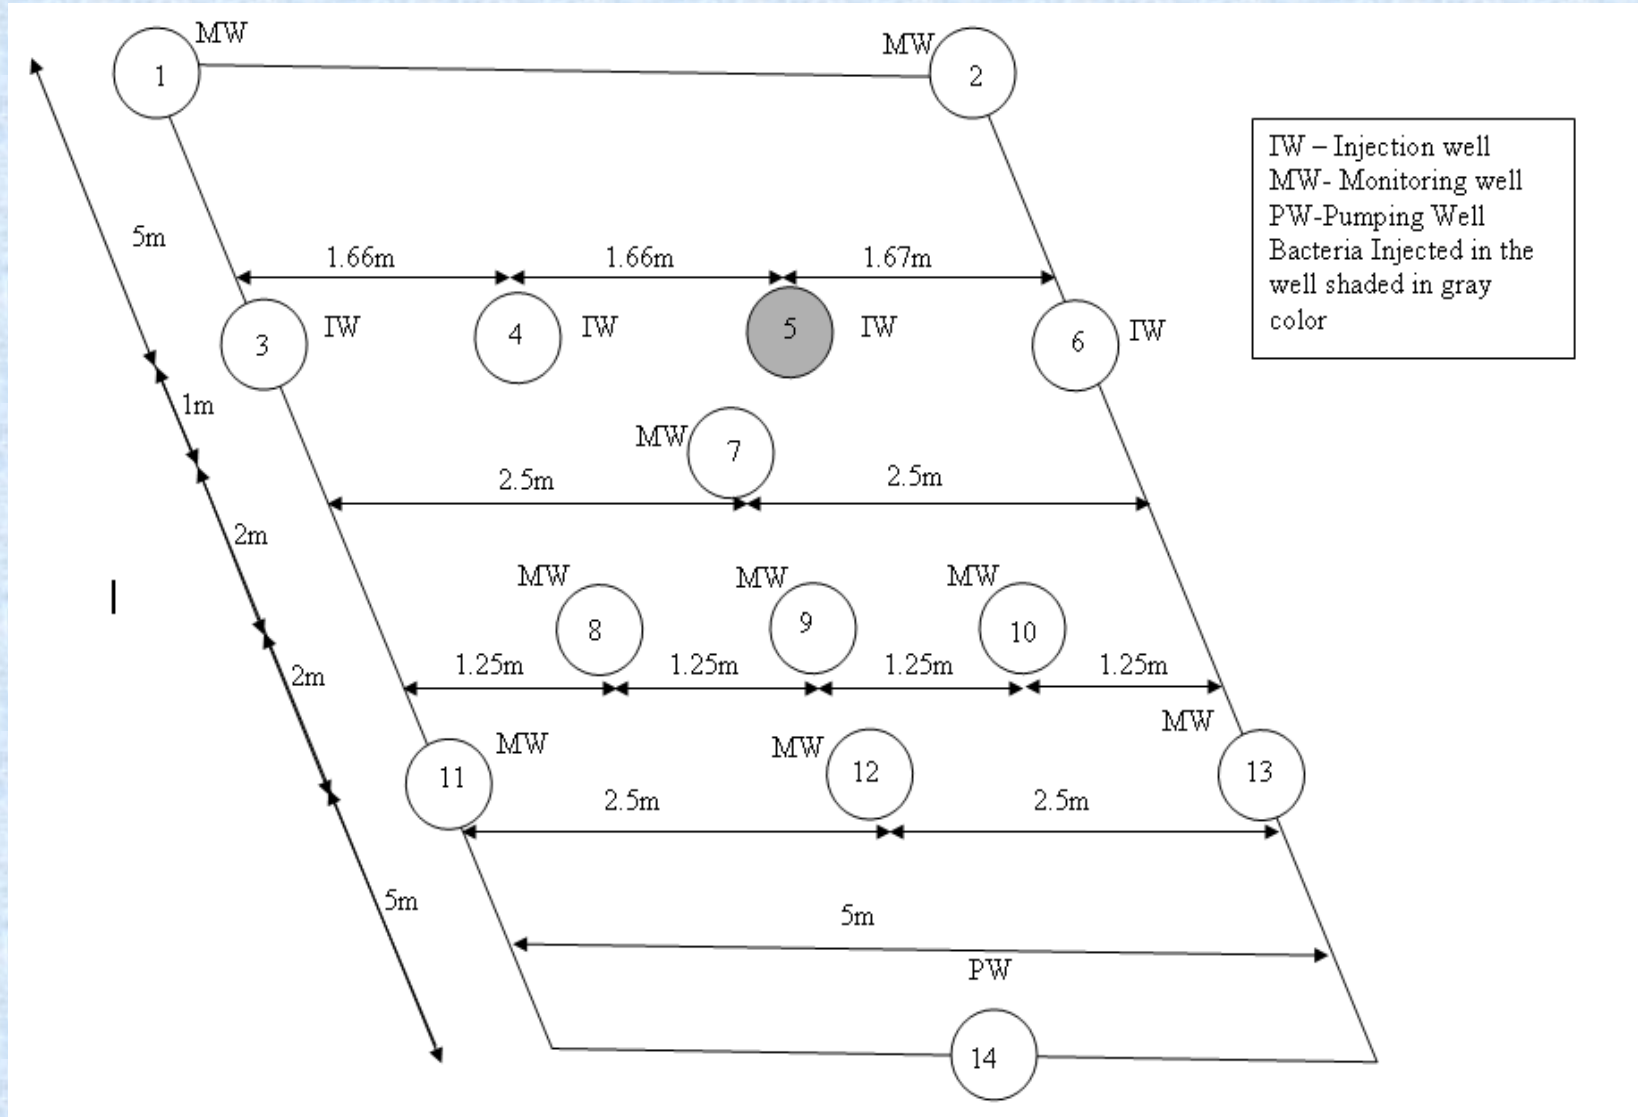 MW
MW
1
2
IW – Injection well
MW- Monitoring well
PW-Pumping Well
Bacteria Injected in the
well shaded in gray
color
5m
1.66m
1.66m
1.67m
3
IW
4
IW
5
IW
6
IW
1m
MW
7
2.5m
2.5m
2m
MW
MW
MW
8
9
10
1.25m
1.25m
1.25m
1.25m
2m
MW
11
MW
MW
12
13
2.5m
2.5m
5m
5m
PW
14